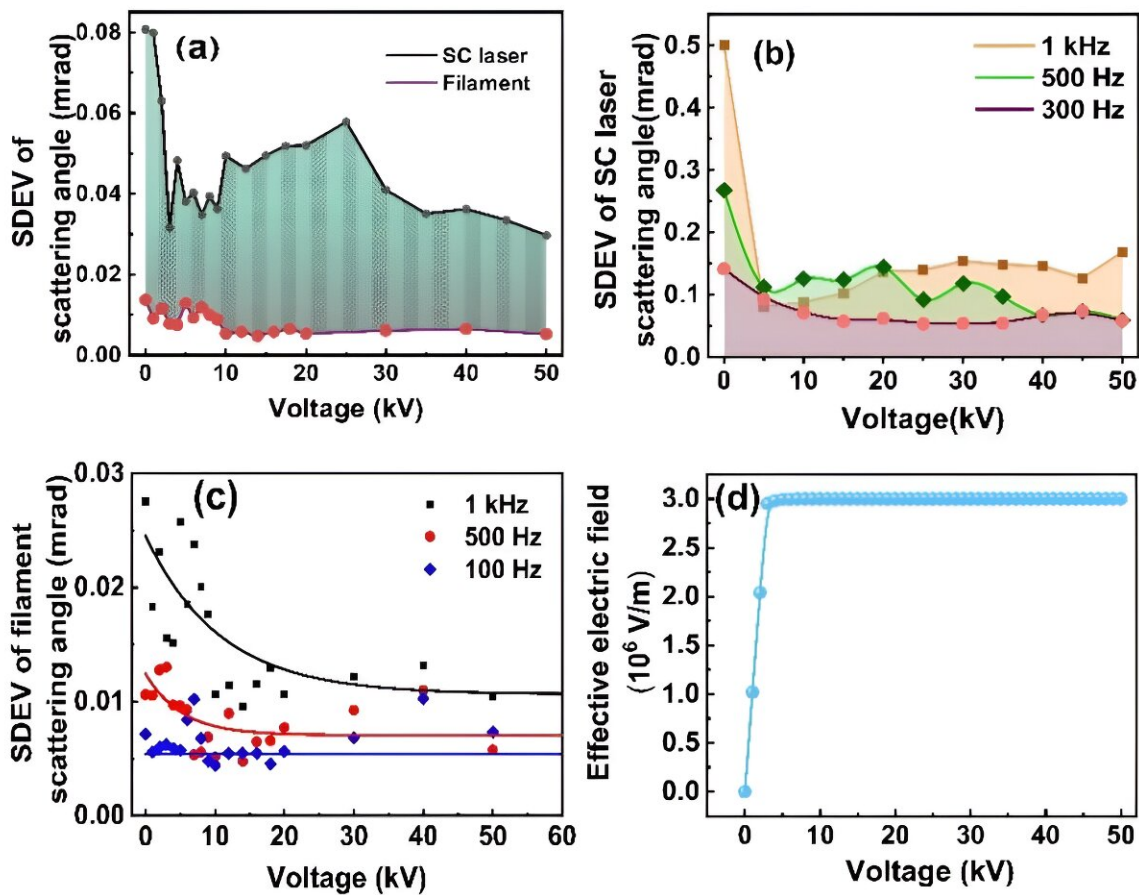 (a)
SC laser
Filament
SDEV of
scattering angle (mrad)
0.08
0.06
0.04
0.02
0.00
0 10 20 30 40 50
Voltage (kV)
(b)
1 kHz
500 Hz
300 Hz
SDEV of SC laser
scattering angle(mrad)
0.5
0.4
0.3
0.2
0.1
0.0
0 10 20 30 40 50
Voltage(kV)
(c)
1 kHz
500 Hz
100 Hz
SDEV of filament
scattering angle (mrad)
0.03
0.02
0.01
0.00
0 10 20 30 40 50 60
Voltage (kV)
(d)
Effective electric field
(10⁶ V/m)
3.0
2.5
2.0
1.5
1.0
0.5
0.0
0 10 20 30 40 50
Voltage (kV)